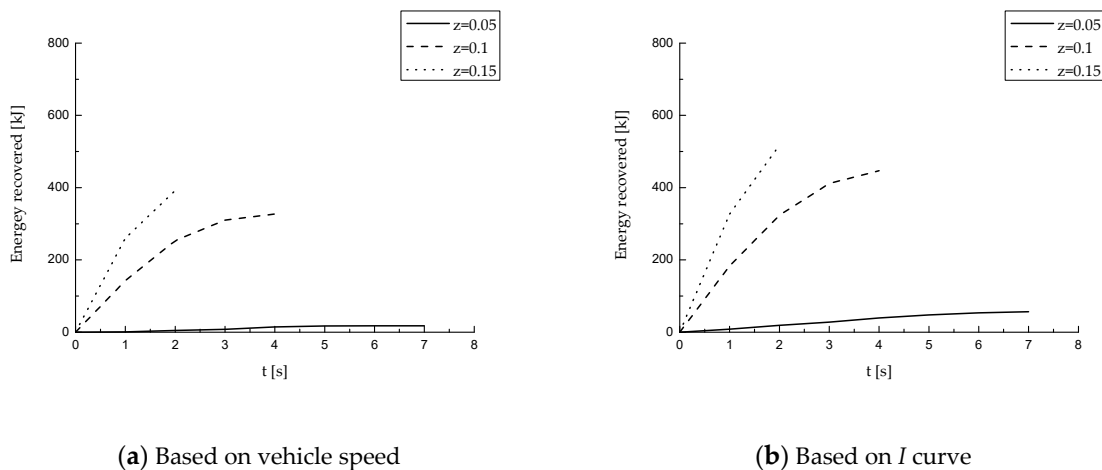 z=0.05
z=0.1
z=0.15
800
600
400
200
0
Energey recovered [kJ]
0 1 2 3 4 5 6 7 8
t [s]
(a) Based on vehicle speed
z=0.05
z=0.1
z=0.15
800
600
400
200
0
Energy recovered [kJ]
0 1 2 3 4 5 6 7 8
t [s]
(b) Based on I curve